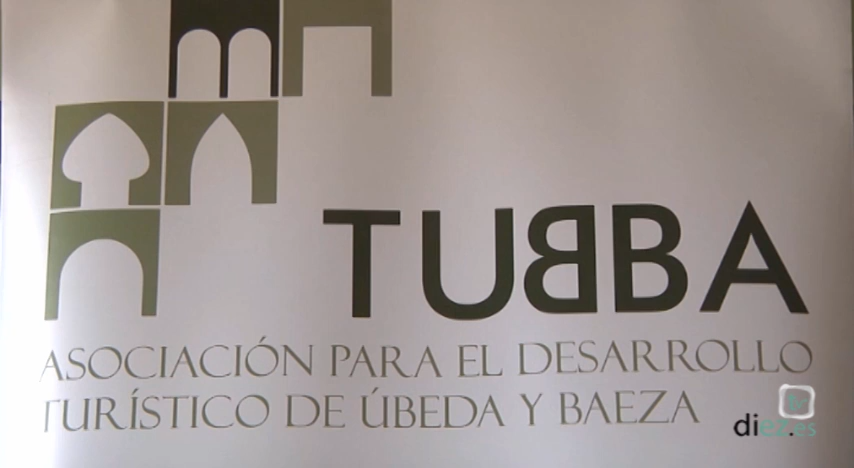 TUBBA
ASOCIACIÓN PARA EL DESARROLLO
TURÍSTICO DE ÚBEDA Y BAEZA
diez.es